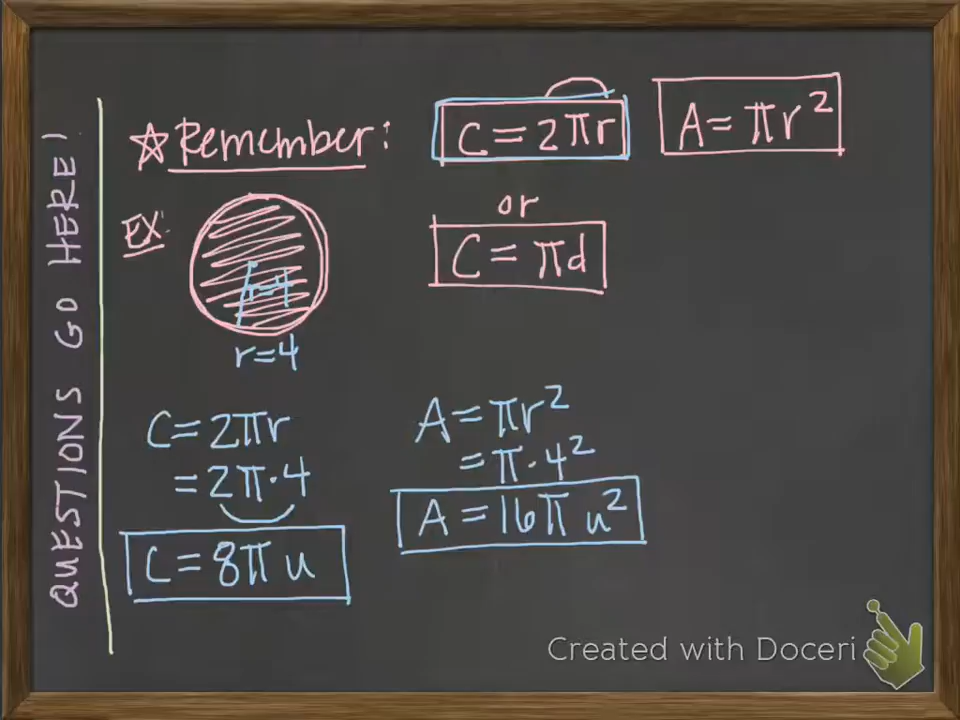 QUESTIONS GO HERE!
☆ Remember: C = 2πr A = πr²
or
EX: C = πd
r=4
r=4
C = 2πr
= 2π·4
C = 8π u
A = πr²
= π·4²
A = 16π u²
Created with Doceri